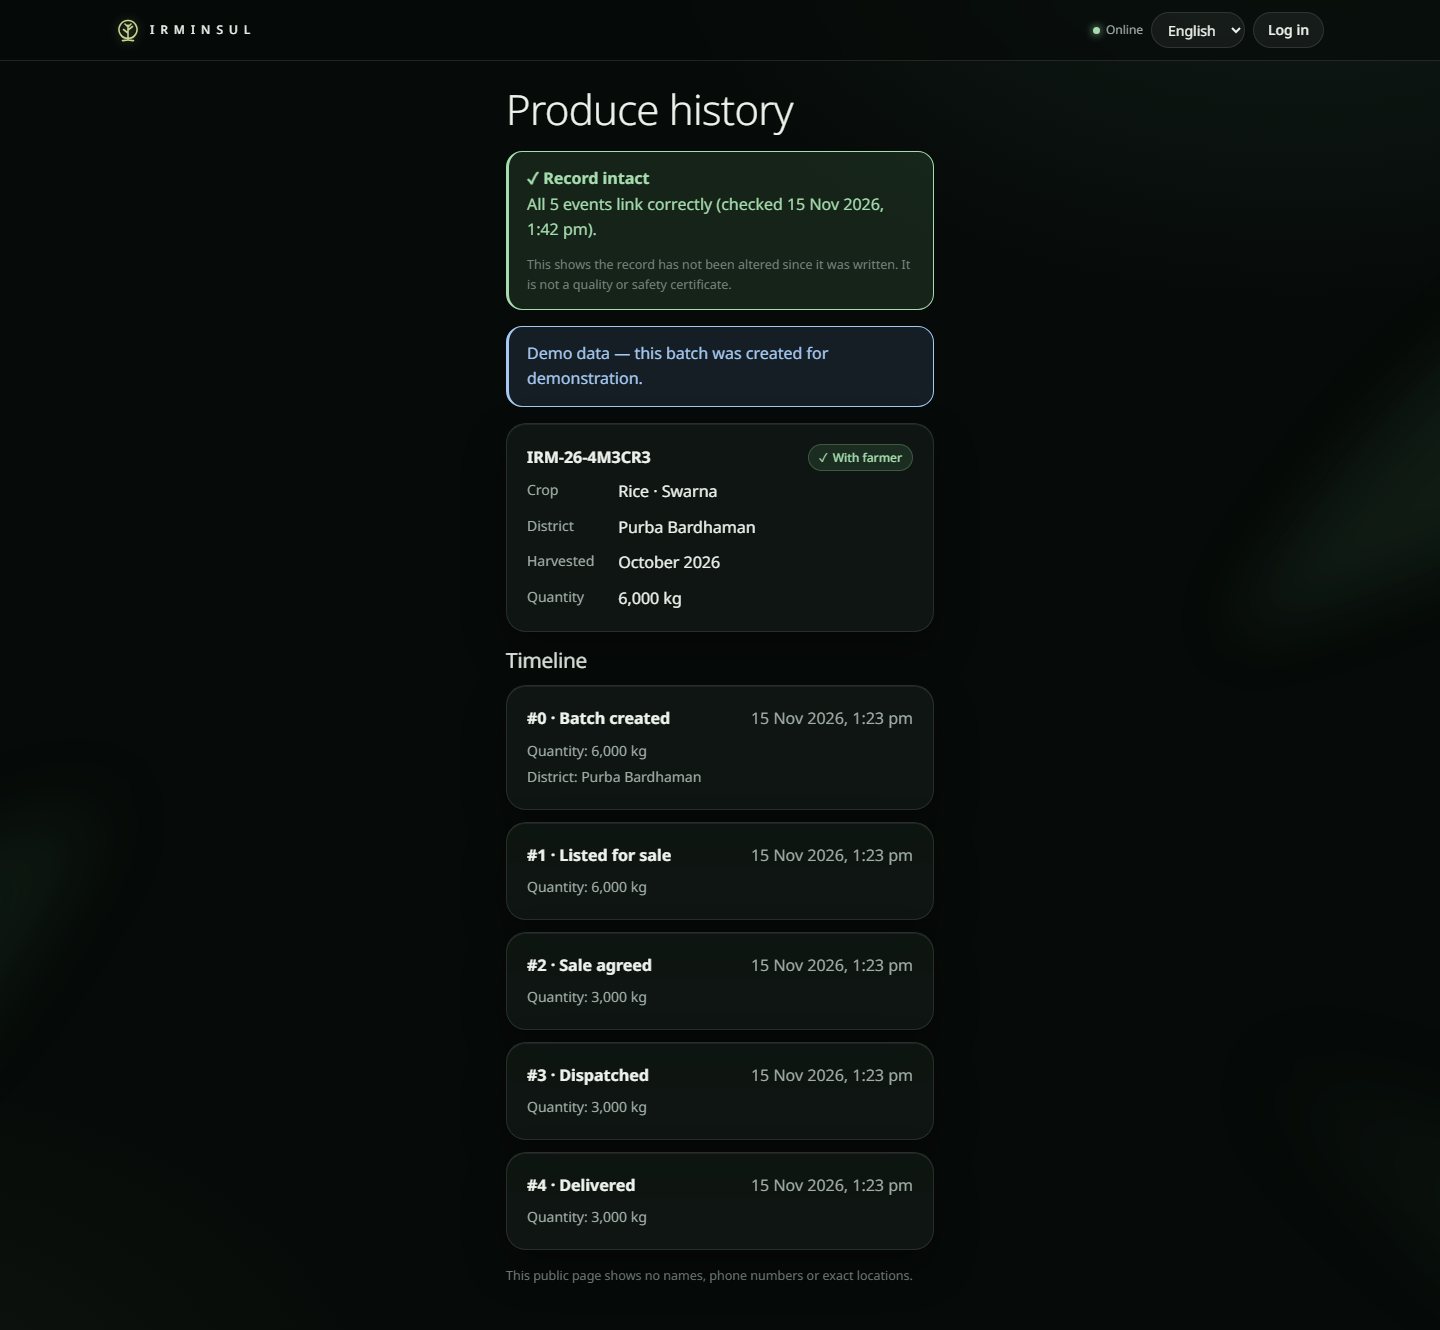 IRMINSUL
Online
English
Log in
Produce history
✓ Record intact
All 5 events link correctly (checked 15 Nov 2026,
1:42 pm).
This shows the record has not been altered since it was written. It
is not a quality or safety certificate.
Demo data — this batch was created for
demonstration.
IRM-26-4M3CR3
✓ With farmer
Crop Rice · Swarna
District Purba Bardhaman
Harvested October 2026
Quantity 6,000 kg
Timeline
#0 · Batch created 15 Nov 2026, 1:23 pm
Quantity: 6,000 kg
District: Purba Bardhaman
#1 · Listed for sale 15 Nov 2026, 1:23 pm
Quantity: 6,000 kg
#2 · Sale agreed 15 Nov 2026, 1:23 pm
Quantity: 3,000 kg
#3 · Dispatched 15 Nov 2026, 1:23 pm
Quantity: 3,000 kg
#4 · Delivered 15 Nov 2026, 1:23 pm
Quantity: 3,000 kg
This public page shows no names, phone numbers or exact locations.